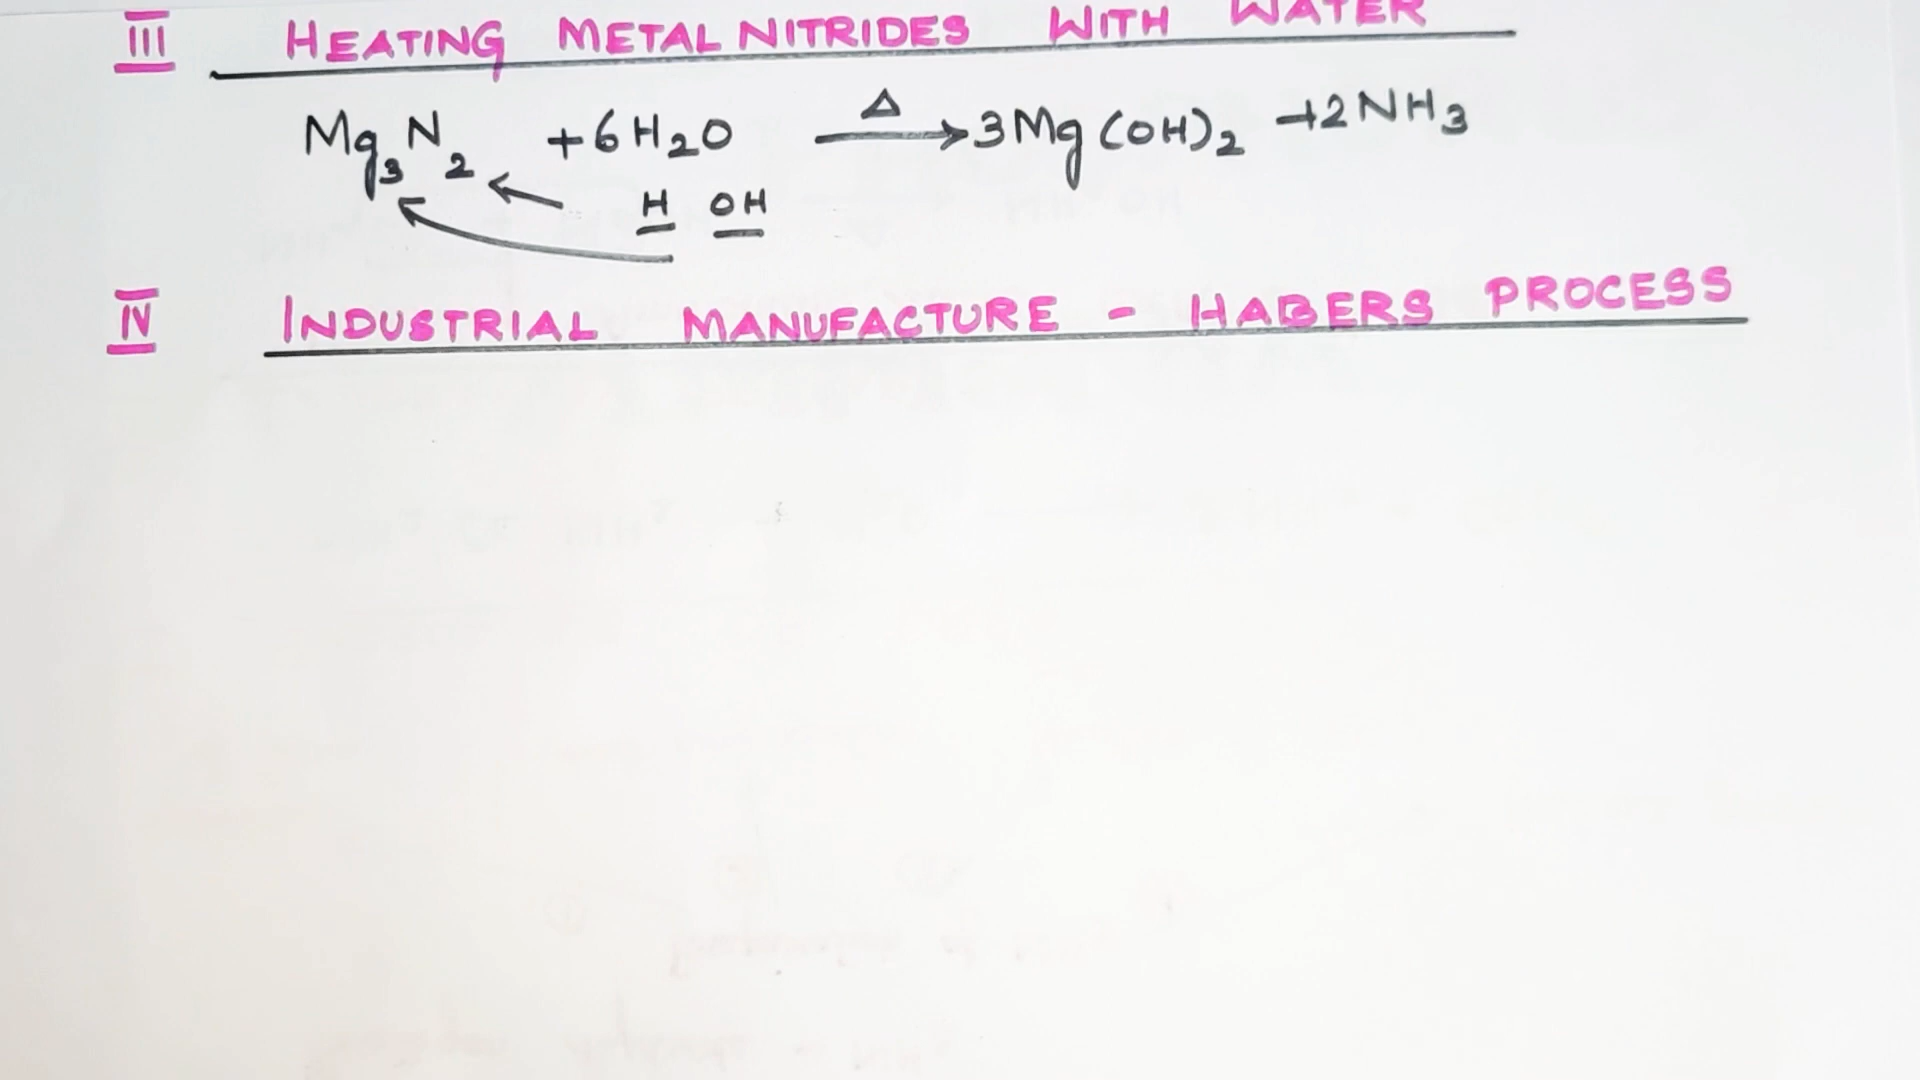 III HEATING METAL NITRIDES WITH WATER
Mg₃N₂ + 6H₂O —Δ→ 3Mg(OH)₂ + 2NH₃
H OH
IV INDUSTRIAL MANUFACTURE - HABERS PROCESS